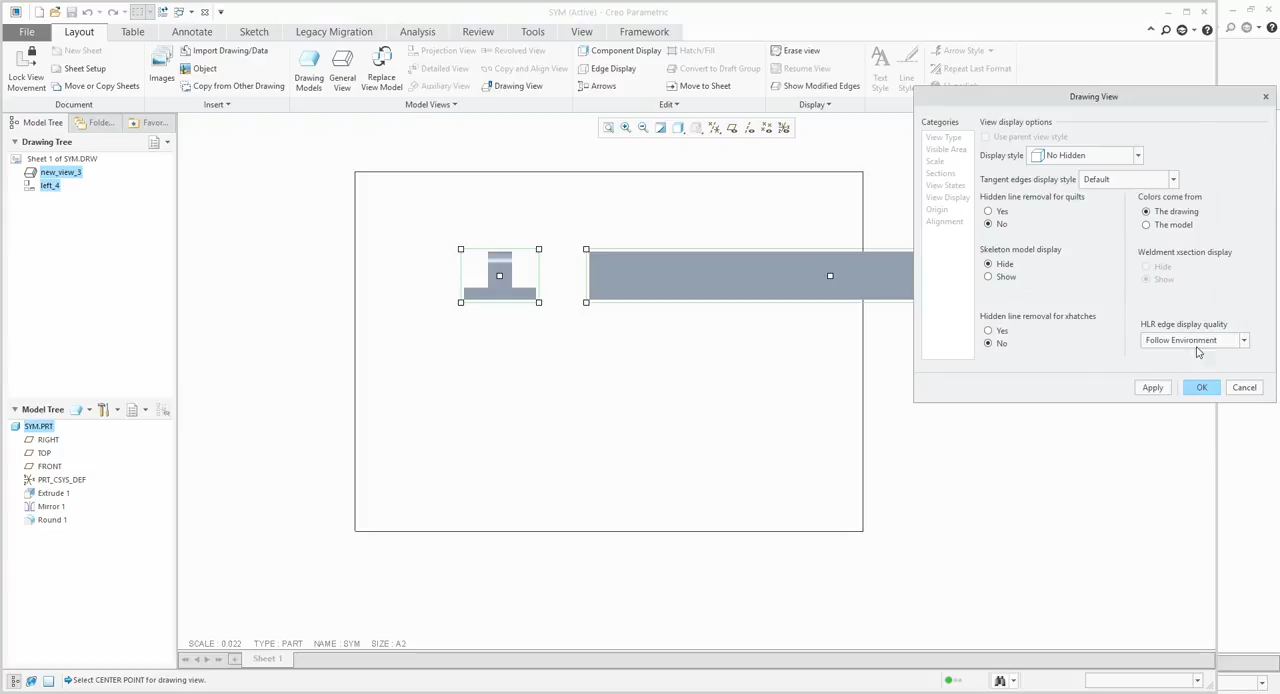 SYM (Active) - Creo Parametric
File Layout Table Annotate Sketch Legacy Migration Analysis Review Tools View Framework
Lock View Movement
New Sheet
Sheet Setup
Move or Copy Sheets
Document
Images
Import Drawing/Data
Object
Copy from Other Drawing
Insert
Drawing Models
General View
Replace View Model
Projection View
Revolved View
Detailed View
Copy and Align View
Auxiliary View
Drawing View
Model Views
Component Display
Hatch/Fill
Edge Display
Convert to Draft Group
Arrows
Move to Sheet
Edit
Erase view
Resume View
Show Modified Edges
Display
Text Style
Line Style
Arrow Style
Repeat Last Format
Model Tree
Folde...
Favor...
Drawing Tree
Sheet 1 of SYM.DRW
new_view_3
left_4
Model Tree
SYM.PRT
RIGHT
TOP
FRONT
PRT_CSYS_DEF
Extrude 1
Mirror 1
Round 1
Drawing View
Categories
View Type
Visible Area
Scale
Sections
View States
View Display
Origin
Alignment
View display options
Use parent view style
Display style No Hidden
Tangent edges display style Default
Hidden line removal for quilts
Yes
No
Skeleton model display
Hide
Show
Hidden line removal for xhatches
Yes
No
Colors come from
The drawing
The model
Weldment xsection display
Hide
Show
HLR edge display quality
Follow Environment
Apply OK Cancel
SCALE : 0.022 TYPE : PART NAME : SYM SIZE : A2
Sheet 1
Select CENTER POINT for drawing view.